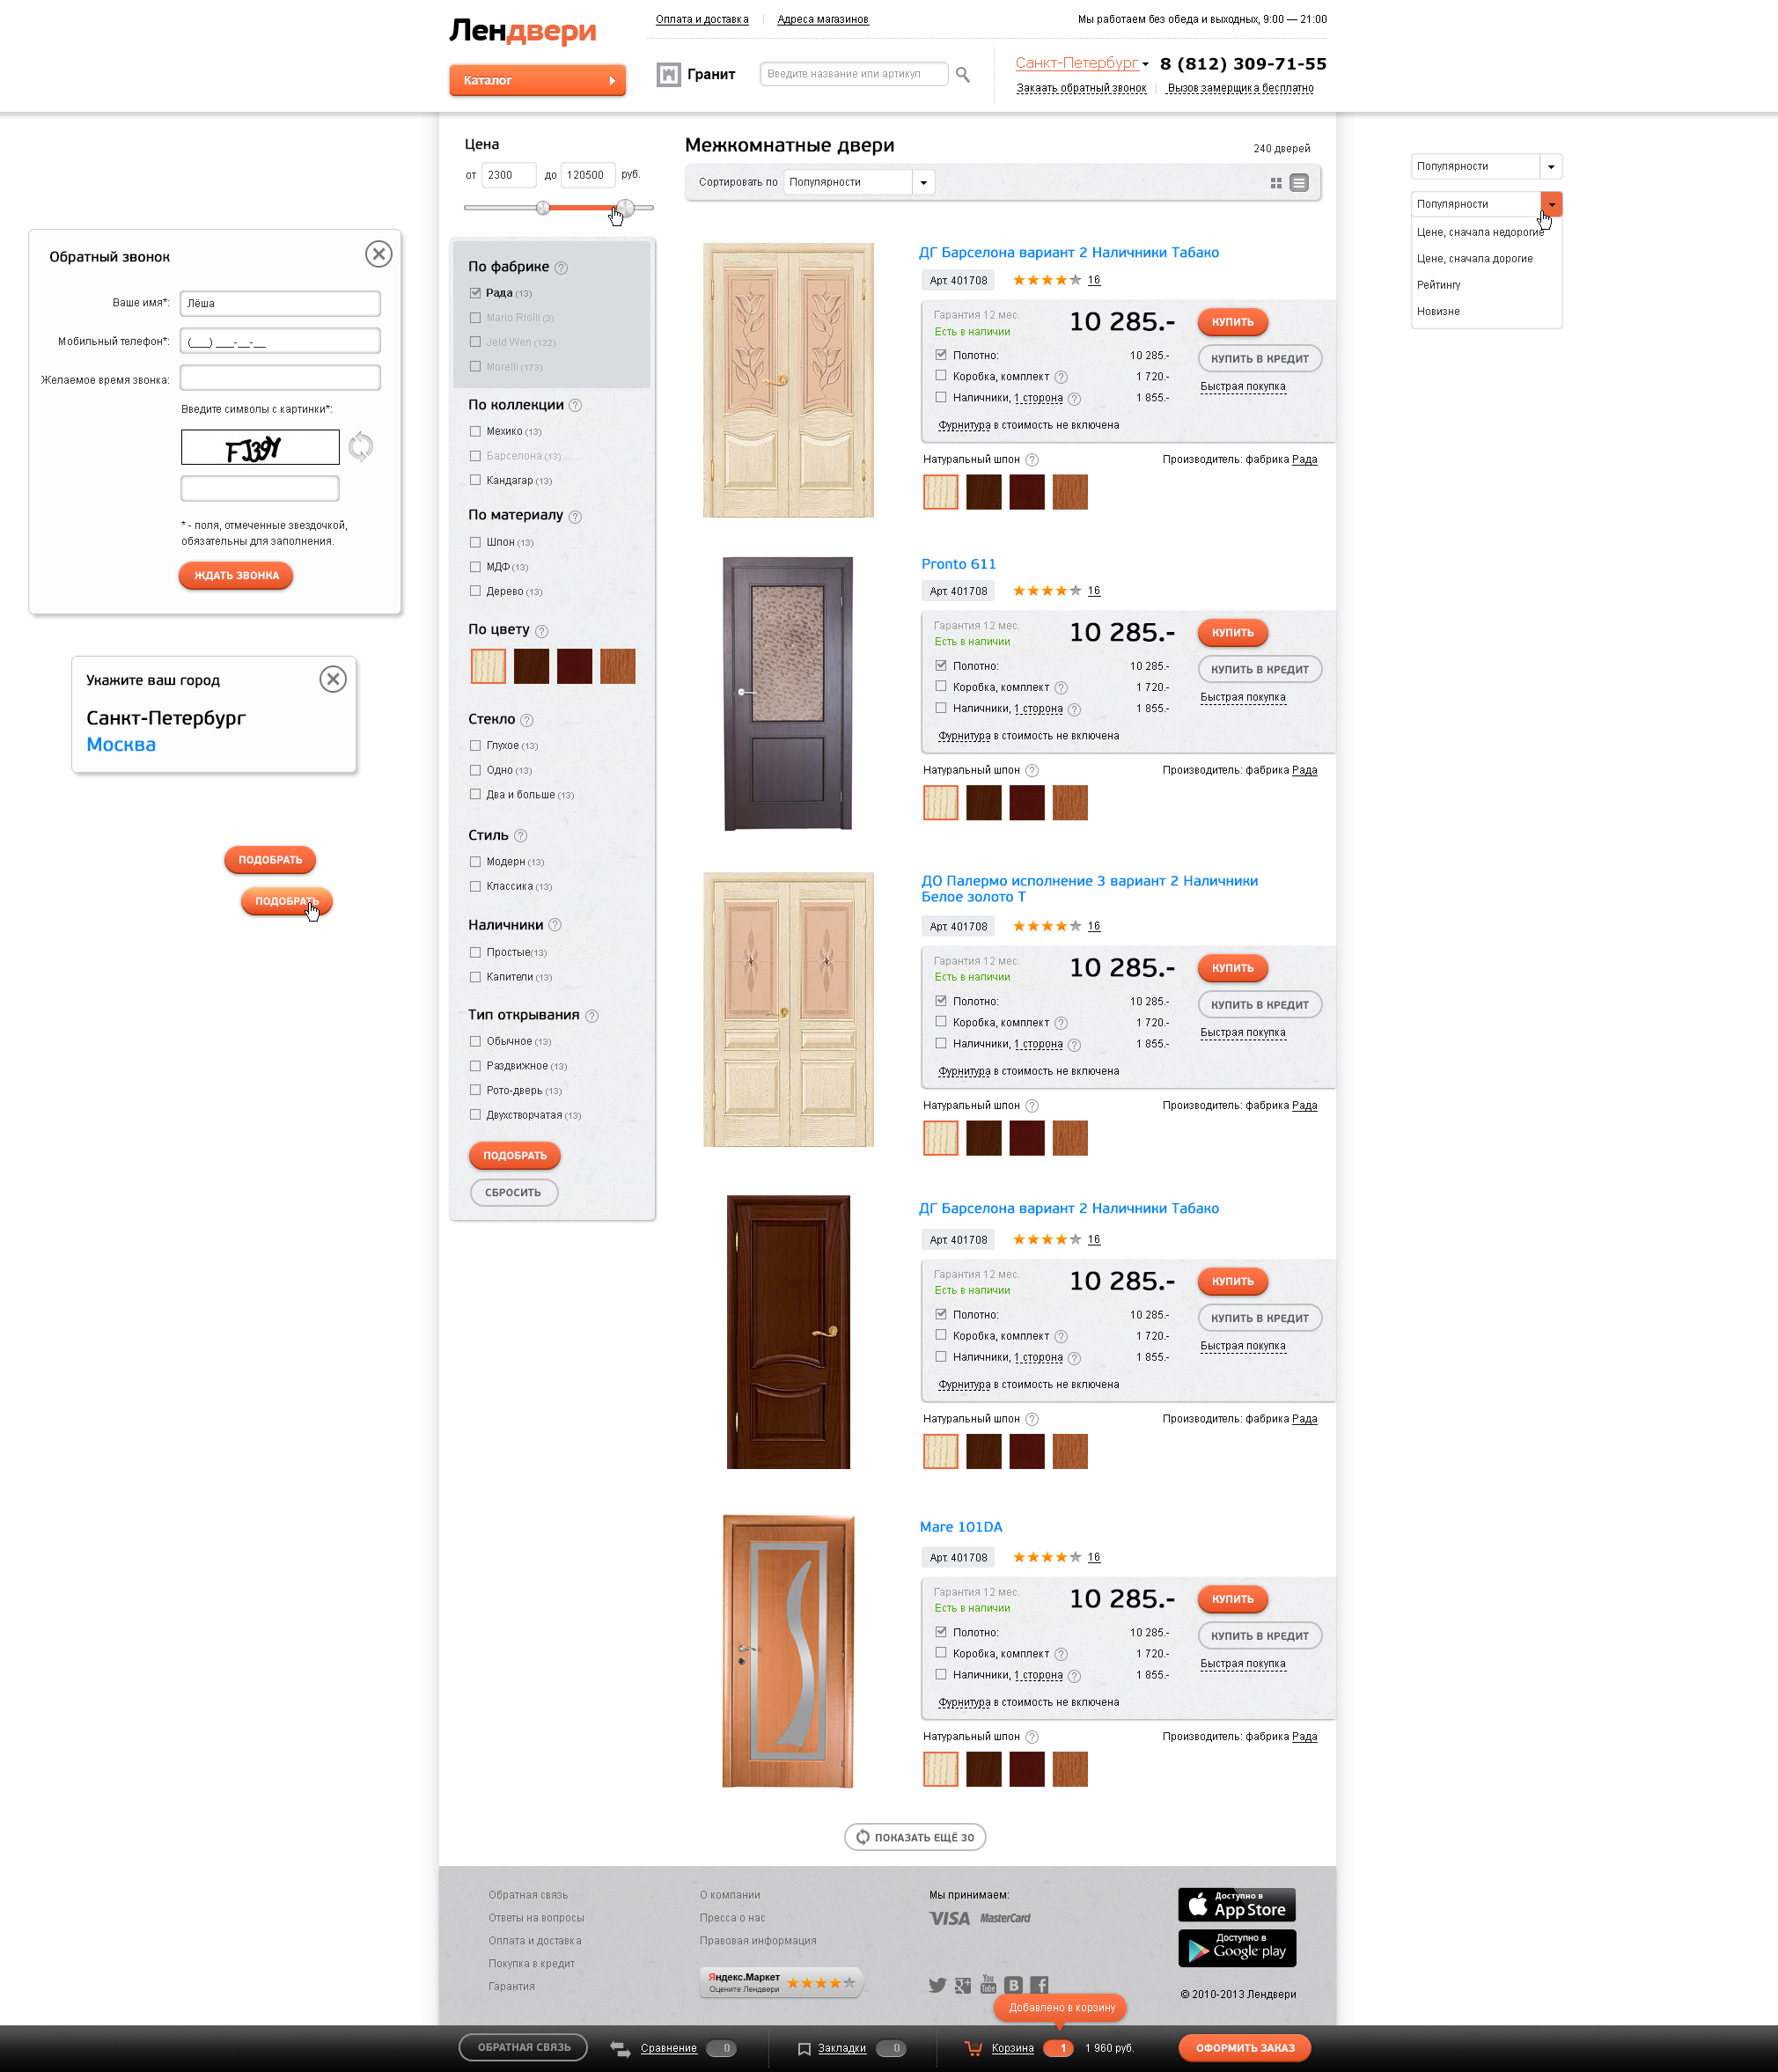 Лендвери
Оплата и доставка
Адреса магазинов
Мы работаем без обеда и выходных, 9:00 — 21:00
Каталог
Гранит
Введите название или артикул
Санкт-Петербург
8 (812) 309-71-55
Закаать обратный звонок
Вызов замерщика бесплатно
Обратный звонок
Ваше имя*:
Лёша
Мобильный телефон*:
(___) ___-__-__
Желаемое время звонка:
Введите символы с картинки*:
FJ39Y
* - поля, отмеченные звездочкой,
обязательны для заполнения.
ЖДАТЬ ЗВОНКА
Укажите ваш город
Санкт-Петербург
Москва
ПОДОБРАТЬ
ПОДОБРАТЬ
Цена
от 2300 до 120500 руб.
По фабрике
Рада (13)
Mario Riolli (3)
Jeld Wen (132)
Morelli (173)
По коллекции
Мехико (13)
Барселона (13)
Кандагар (13)
По материалу
Шпон (13)
МДФ (13)
Дерево (13)
По цвету
Стекло
Глухое (13)
Одно (13)
Два и больше (13)
Стиль
Модерн (13)
Классика (13)
Наличники
Простые(13)
Капители (13)
Тип открывания
Обычное (13)
Раздвижное (13)
Рото-дверь (13)
Двухстворчатая (13)
ПОДОБРАТЬ
СБРОСИТЬ
Межкомнатные двери
240 дверей
Сортировать по
Популярности
ДГ Барселона вариант 2 Наличники Табако
Арт. 401708
16
Гарантия 12 мес.
Есть в наличии
10 285.-
КУПИТЬ
КУПИТЬ В КРЕДИТ
Быстрая покупка
Полотно: 10 285.-
Коробка, комплект 1 720.-
Наличники, 1 сторона 1 855.-
Фурнитура в стоимость не включена
Натуральный шпон
Производитель: фабрика Рада
Pronto 611
Арт. 401708
16
Гарантия 12 мес.
Есть в наличии
10 285.-
КУПИТЬ
КУПИТЬ В КРЕДИТ
Быстрая покупка
Полотно: 10 285.-
Коробка, комплект 1 720.-
Наличники, 1 сторона 1 855.-
Фурнитура в стоимость не включена
Натуральный шпон
Производитель: фабрика Рада
ДО Палермо исполнение 3 вариант 2 Наличники
Белое золото Т
Арт. 401708
16
Гарантия 12 мес.
Есть в наличии
10 285.-
КУПИТЬ
КУПИТЬ В КРЕДИТ
Быстрая покупка
Полотно: 10 285.-
Коробка, комплект 1 720.-
Наличники, 1 сторона 1 855.-
Фурнитура в стоимость не включена
Натуральный шпон
Производитель: фабрика Рада
ДГ Барселона вариант 2 Наличники Табако
Арт. 401708
16
Гарантия 12 мес.
Есть в наличии
10 285.-
КУПИТЬ
КУПИТЬ В КРЕДИТ
Быстрая покупка
Полотно: 10 285.-
Коробка, комплект 1 720.-
Наличники, 1 сторона 1 855.-
Фурнитура в стоимость не включена
Натуральный шпон
Производитель: фабрика Рада
Mare 101DA
Арт. 401708
16
Гарантия 12 мес.
Есть в наличии
10 285.-
КУПИТЬ
КУПИТЬ В КРЕДИТ
Быстрая покупка
Полотно: 10 285.-
Коробка, комплект 1 720.-
Наличники, 1 сторона 1 855.-
Фурнитура в стоимость не включена
Натуральный шпон
Производитель: фабрика Рада
ПОКАЗАТЬ ЕЩЁ 30
Популярности
Популярности
Цене, сначала недорогие
Цене, сначала дорогие
Рейтингу
Новизне
Обратная связь
Ответы на вопросы
Оплата и доставка
Покупка в кредит
Гарантия
О компании
Пресса о нас
Правовая информация
Яндекс.Маркет
Оцените Лендвери
Мы принимаем:
VISA MasterCard
You
Tube
Доступно в
App Store
Доступно в
Google play
© 2010-2013 Лендвери
Добавлено в корзину
ОБРАТНАЯ СВЯЗЬ
Сравнение 0
Закладки 0
Корзина 1 1 960 руб.
ОФОРМИТЬ ЗАКАЗ